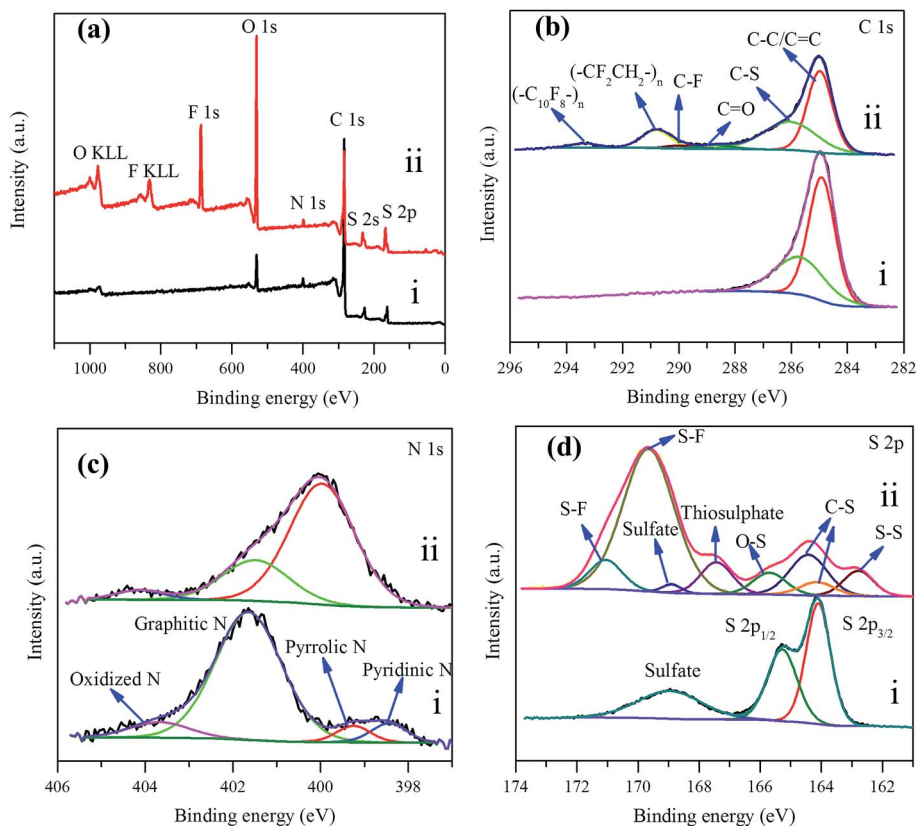 (a)
O 1s
C 1s
F 1s
O KLL
F KLL
N 1s
S 2s
S 2p
ii
i
Intensity (a.u.)
1000 800 600 400 200 0
Binding energy (eV)
(b)
C 1s
C-C/C=C
(-CF2CH2-)n
C-F
C-S
(-C10F8-)n
C=O
ii
i
Intensity (a.u.)
296 294 292 290 288 286 284 282
Binding energy (eV)
(c)
N 1s
ii
Graphitic N
Pyrrolic N
Oxidized N
Pyridinic N
i
Intensity (a.u.)
406 404 402 400 398
Binding energy (eV)
(d)
S 2p
S-F
ii
S-F
Thiosulphate
C-S
Sulfate
O-S
S-S
S 2p1/2
S 2p3/2
Sulfate
i
Intensity (a.u.)
174 172 170 168 166 164 162
Binding energy (eV)